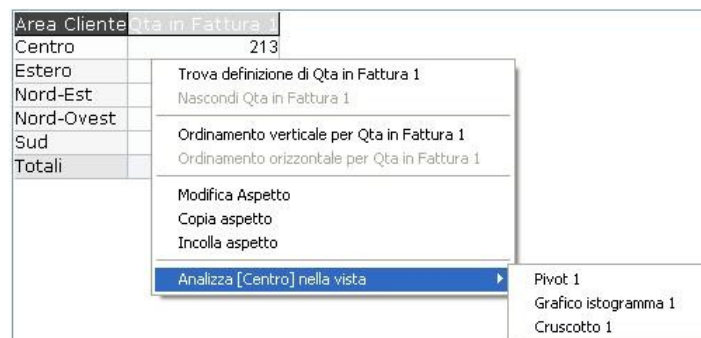 Area Cliente Qta in Fattura 1
Centro 213
Estero
Nord-Est
Nord-Ovest
Sud
Totali
Trova definizione di Qta in Fattura 1
Nascondi Qta in Fattura 1
Ordinamento verticale per Qta in Fattura 1
Ordinamento orizzontale per Qta in Fattura 1
Modifica Aspetto
Copia aspetto
Incolla aspetto
Analizza [Centro] nella vista
Pivot 1
Grafico istogramma 1
Cruscotto 1